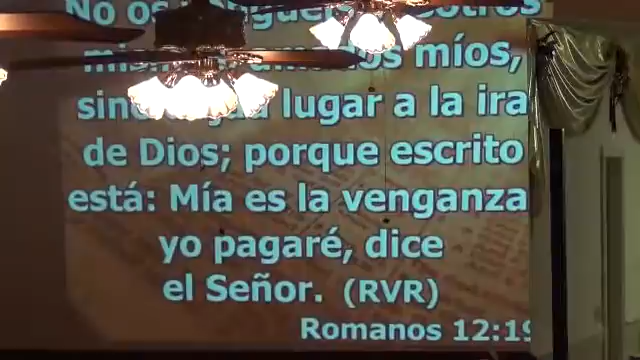 No os
míos,
lugar a la ira
de Dios; porque escrito
está: Mía es la venganza
yo pagaré, dice
el Señor. (RVR)
Romanos 12:19